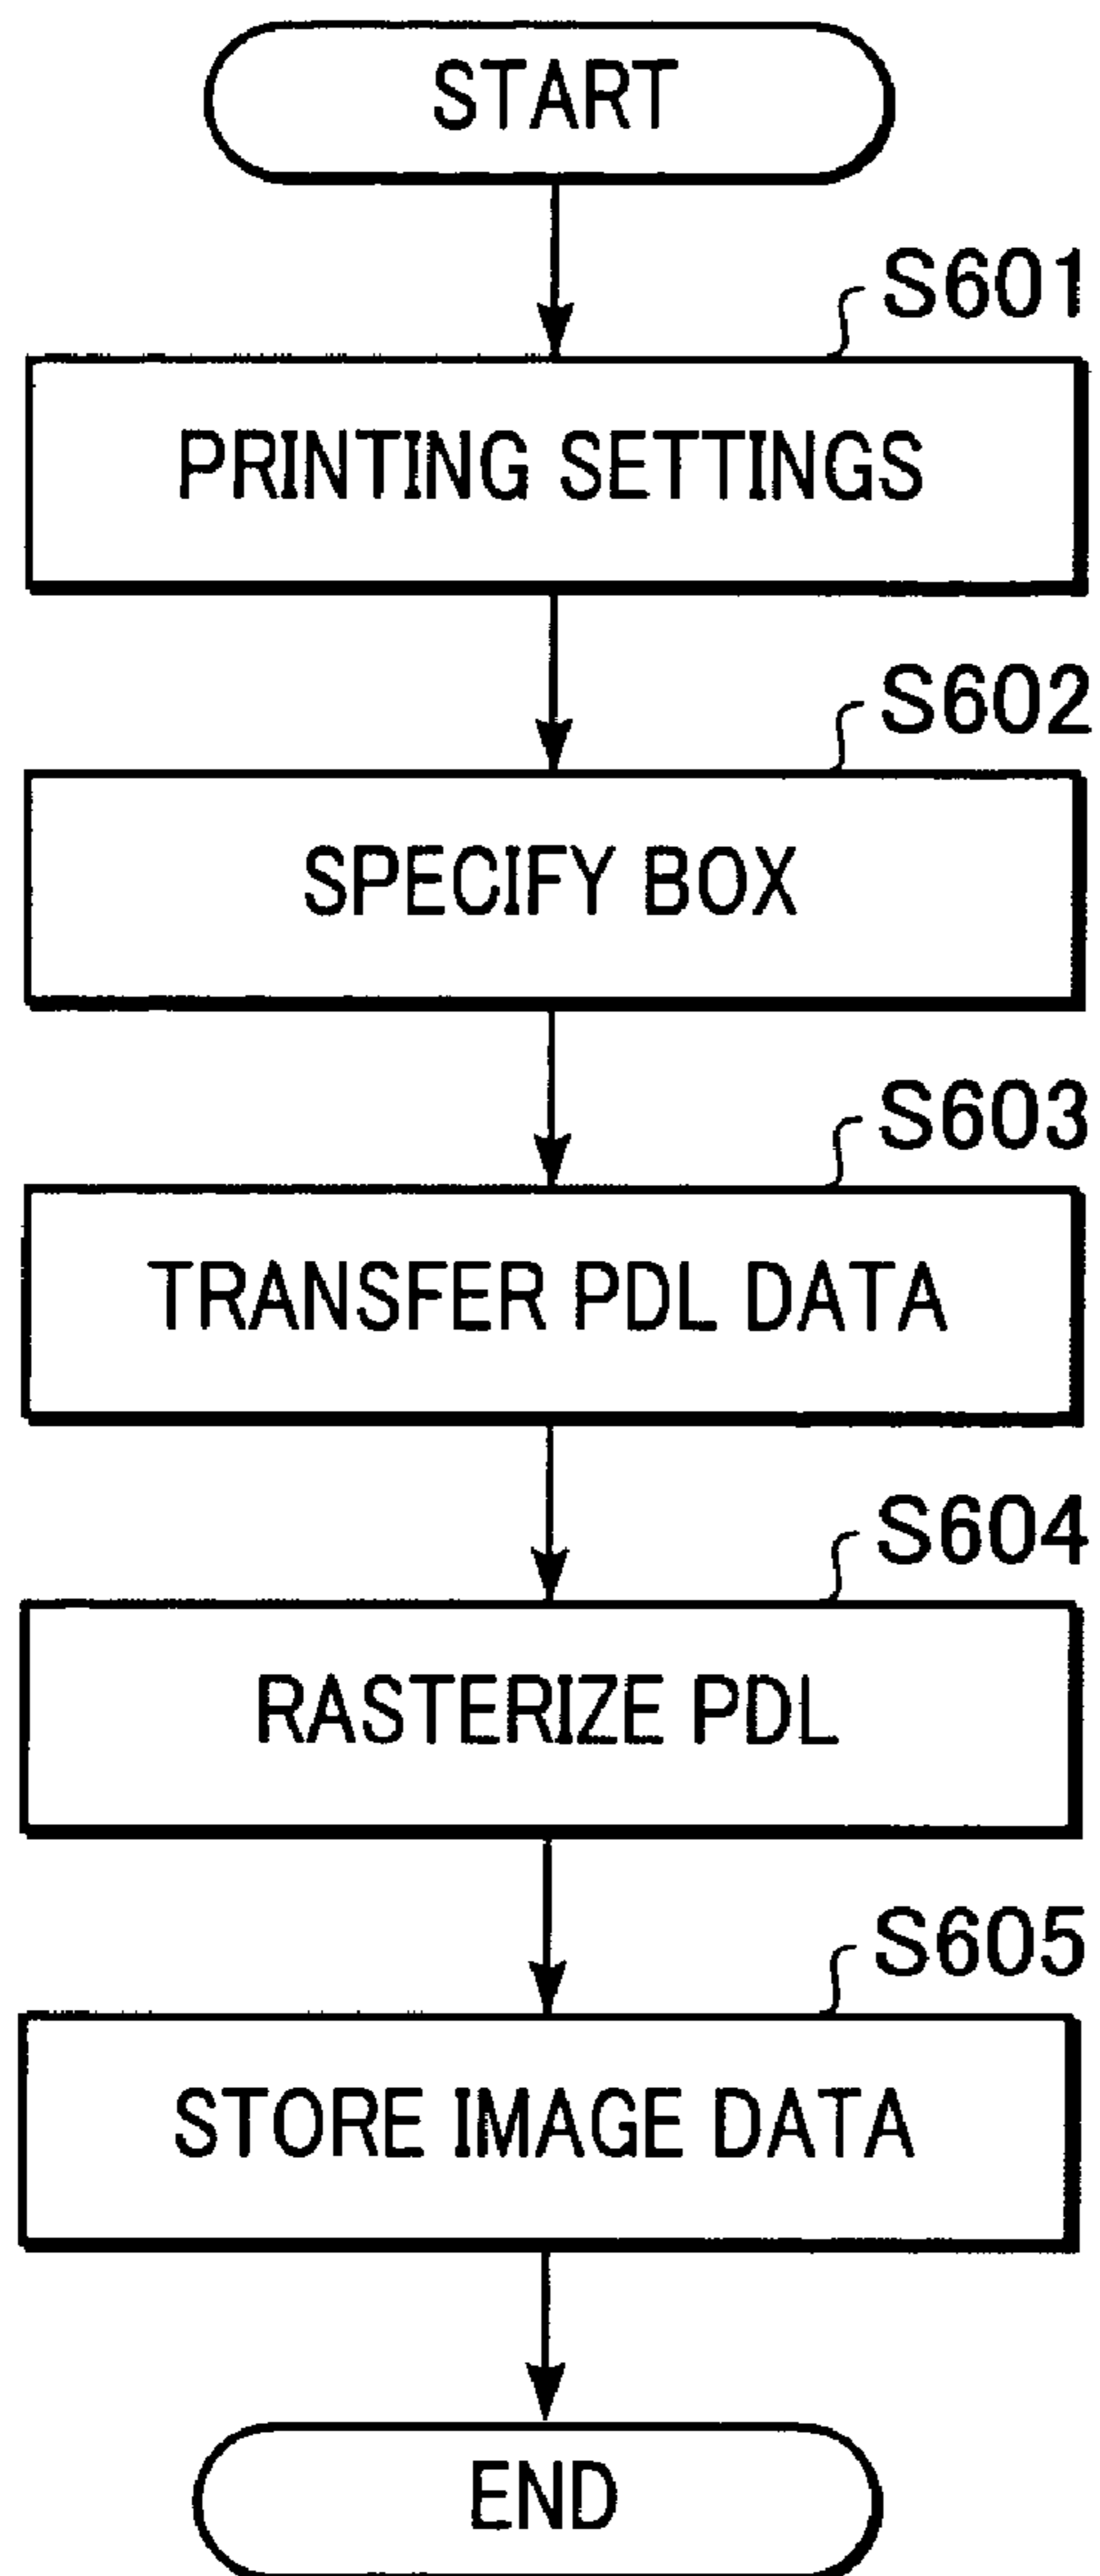 START
S601
PRINTING SETTINGS
S602
SPECIFY BOX
S603
TRANSFER PDL DATA
S604
RASTERIZE PDL
S605
STORE IMAGE DATA
END